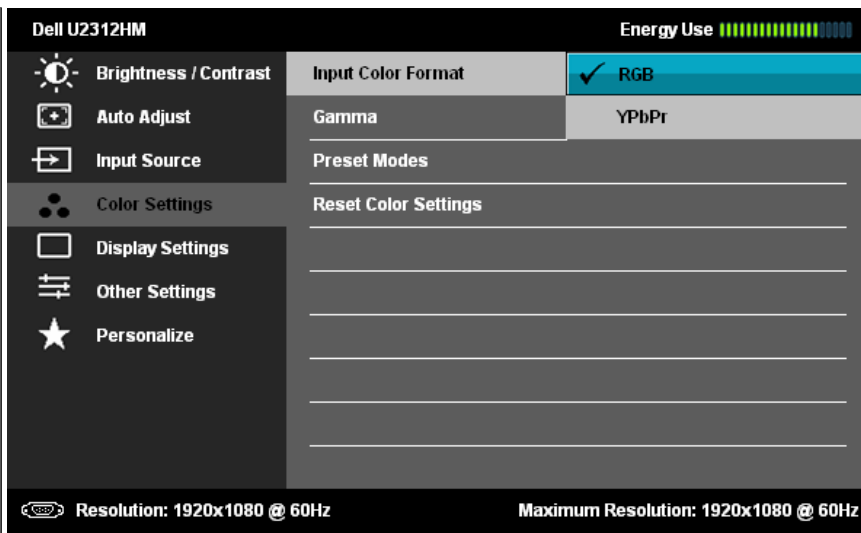 Dell U2312HM Energy Use
Brightness / Contrast Input Color Format RGB
Auto Adjust Gamma YPbPr
Input Source Preset Modes
Color Settings Reset Color Settings
Display Settings
Other Settings
Personalize
Resolution: 1920x1080 @ 60Hz Maximum Resolution: 1920x1080 @ 60Hz